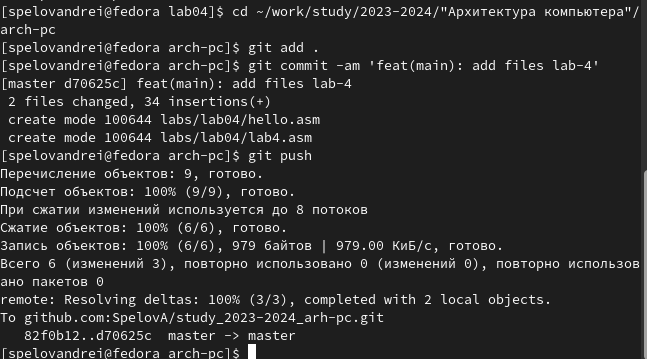 [spelovandrei@fedora lab04]$ cd ~/work/study/2023-2024/"Архитектура компьютера"/
arch-pc
[spelovandrei@fedora arch-pc]$ git add .
[spelovandrei@fedora arch-pc]$ git commit -am 'feat(main): add files lab-4'
[master d70625c] feat(main): add files lab-4
 2 files changed, 34 insertions(+)
 create mode 100644 labs/lab04/hello.asm
 create mode 100644 labs/lab04/lab4.asm
[spelovandrei@fedora arch-pc]$ git push
Перечисление объектов: 9, готово.
Подсчет объектов: 100% (9/9), готово.
При сжатии изменений используется до 8 потоков
Сжатие объектов: 100% (6/6), готово.
Запись объектов: 100% (6/6), 979 байтов | 979.00 КиБ/с, готово.
Всего 6 (изменений 3), повторно использовано 0 (изменений 0), повторно использов
ано пакетов 0
remote: Resolving deltas: 100% (3/3), completed with 2 local objects.
To github.com:SpelovA/study_2023-2024_arh-pc.git
   82f0b12..d70625c  master -> master
[spelovandrei@fedora arch-pc]$